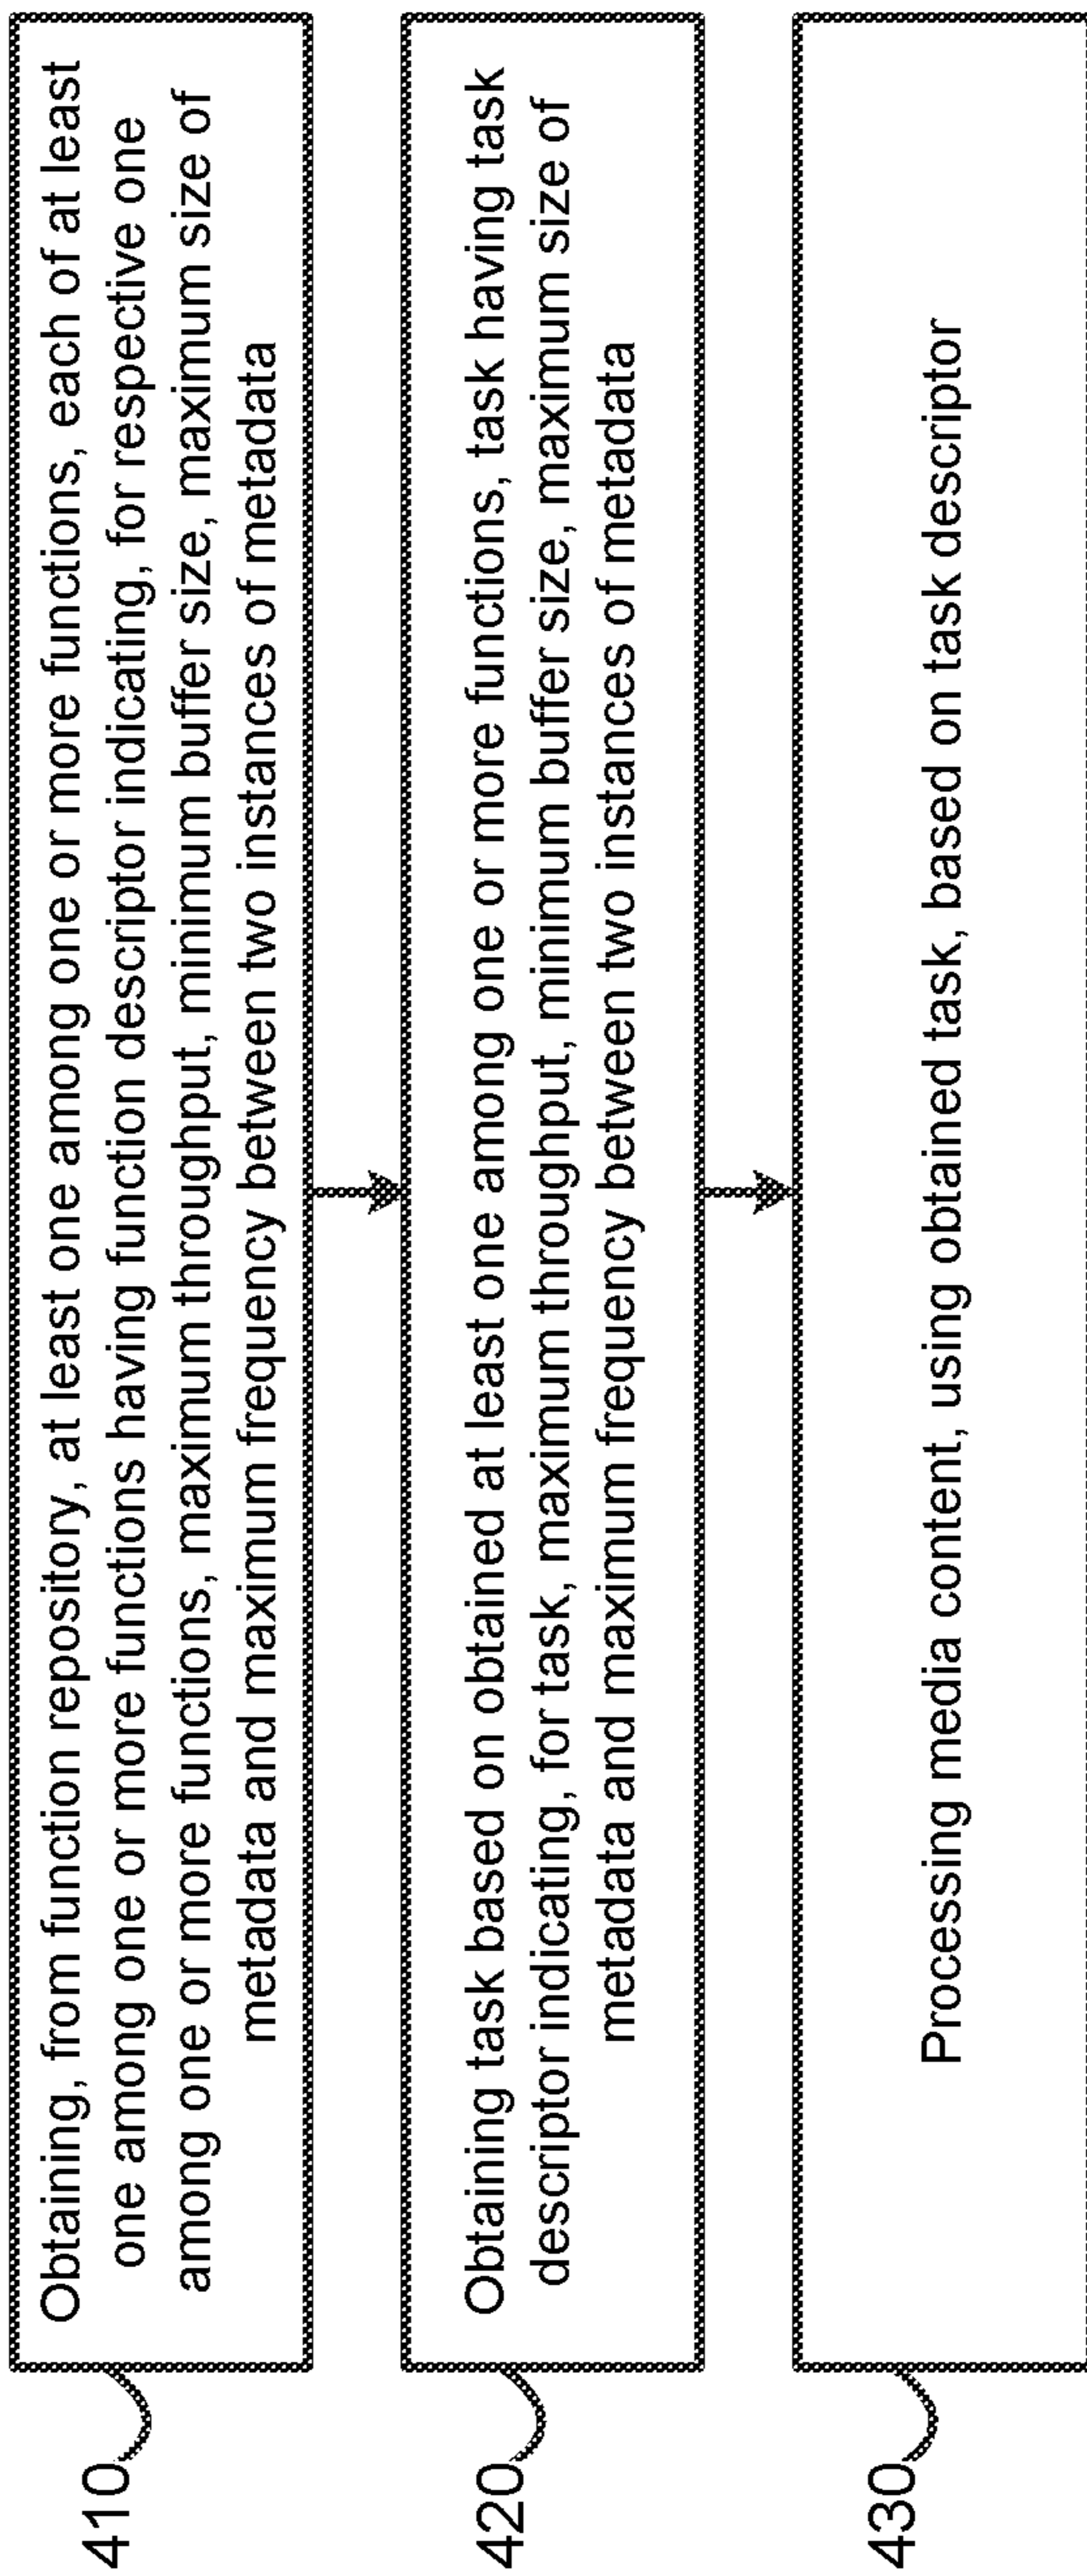 410
Obtaining, from function repository, at least one among one or more functions, each of at least
one among one or more functions having function descriptor indicating, for respective one
among one or more functions, maximum throughput, minimum buffer size, maximum size of
metadata and maximum frequency between two instances of metadata
420
Obtaining task based on obtained at least one among one or more functions, task having task
descriptor indicating, for task, maximum throughput, minimum buffer size, maximum size of
metadata and maximum frequency between two instances of metadata
430
Processing media content, using obtained task, based on task descriptor